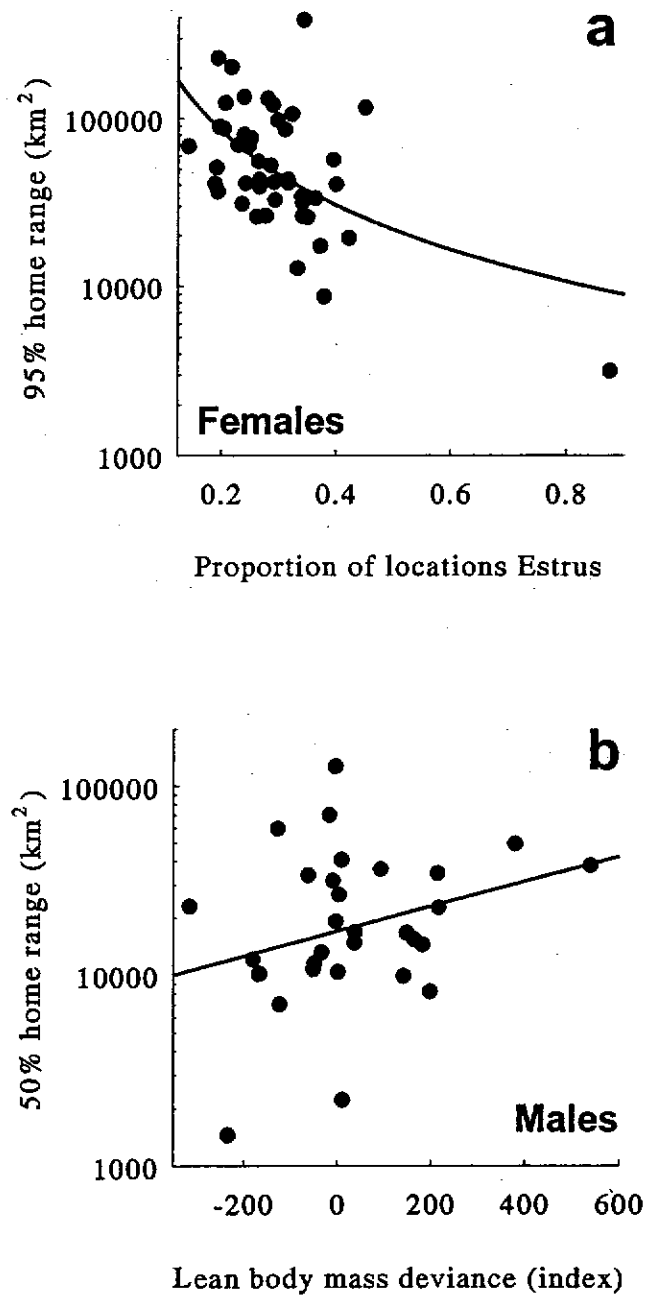 a
95% home range (km²)
100000
10000
1000
Females
0.2 0.4 0.6 0.8
Proportion of locations Estrus
b
50% home range (km²)
100000
10000
1000
Males
-200 0 200 400 600
Lean body mass deviance (index)